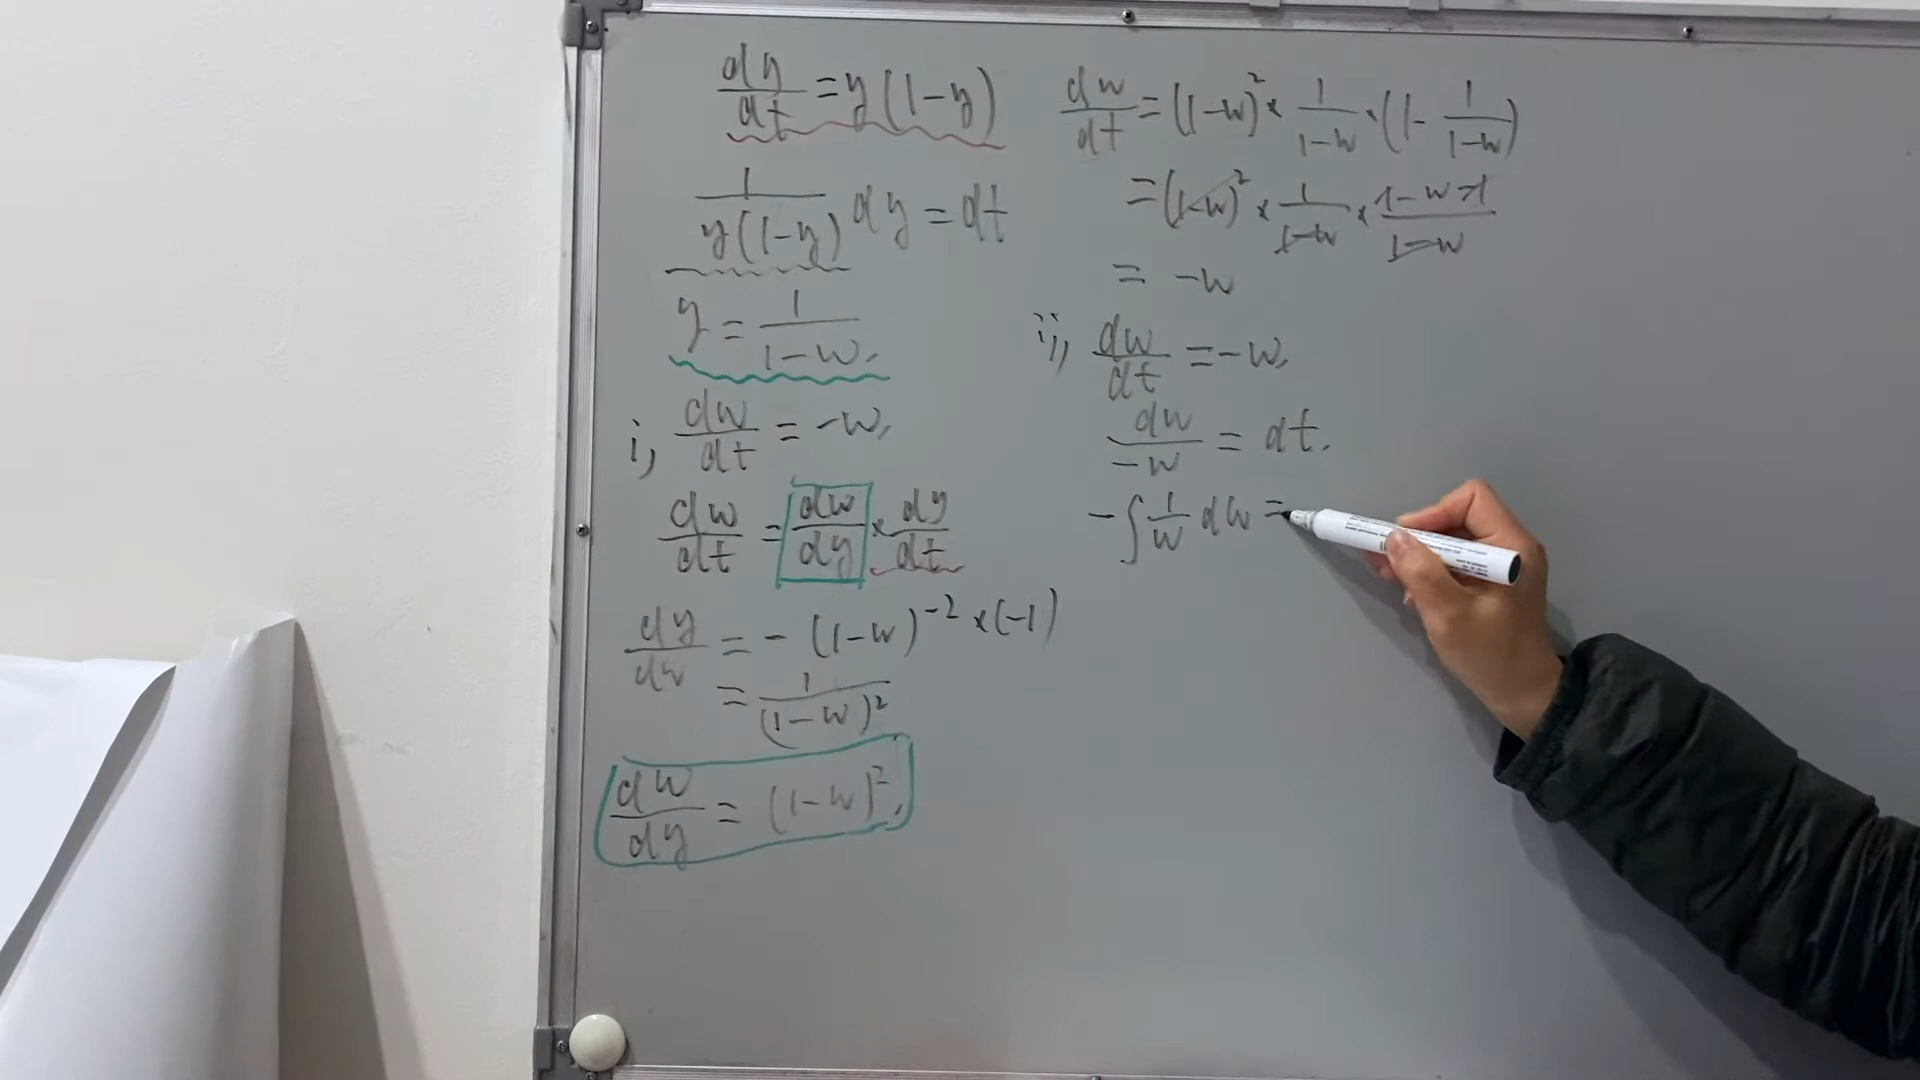 dy/dt = y(1-y)
1/(y(1-y)) dy = dt
y = 1/(1-w),
i, dw/dt = -w,
dw/dt = dw/dy × dy/dt
dy/dw = -(1-w)^-2 × (-1)
= 1/(1-w)^2
dw/dy = (1-w)^2,
dw/dt = (1-w)^2 × 1/(1-w) × (1 - 1/(1-w))
= (1-w)^2 × 1/(1-w) × (1-w-1)/(1-w)
= -w
ii, dw/dt = -w,
dw/-w = dt,
-∫ 1/w dw =